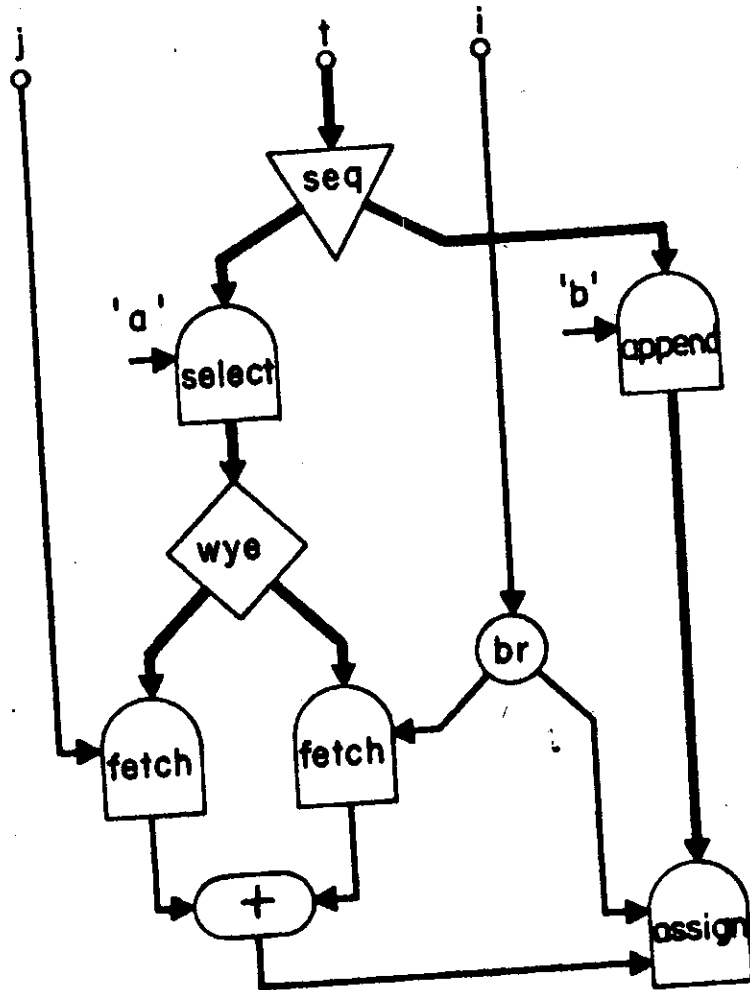 j
t
i
seq
'a'
'b'
select
append
wye
br
fetch
fetch
+
assign